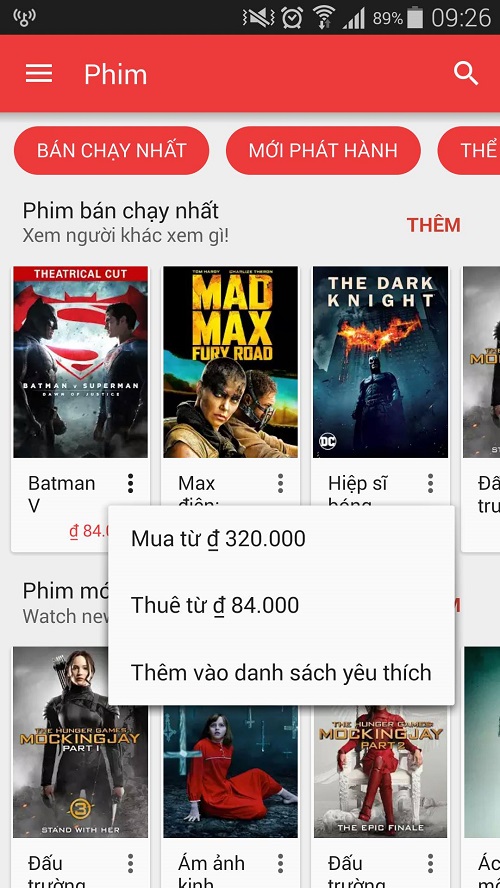 89% 09:26
Phim
BÁN CHẠY NHẤT MỚI PHÁT HÀNH THỂ
Phim bán chạy nhất
THÊM
Xem người khác xem gì!
THEATRICAL CUT
BATMAN v SUPERMAN
DAWN OF JUSTICE
TOM HARDY CHARLIZE THERON
MAD
MAX
FURY ROAD
THE DARK
KNIGHT
DC
Batman
V
₫ 84.0
Max
điên:
Hiệp sĩ
bóng
Đấ
trư
Mua từ ₫ 320.000
Thuê từ ₫ 84.000
Thêm vào danh sách yêu thích
Phim mớ
Watch new
M
THE HUNGER GAMES
MOCKINGJAY
PART 1
3
STAND WITH HER
THE HUNGER GAMES
MOCKINGJAY
PART 2
THE EPIC FINALE
Đấu
trường
Ám ảnh
kinh
Đấu
trường
Ác
mộ